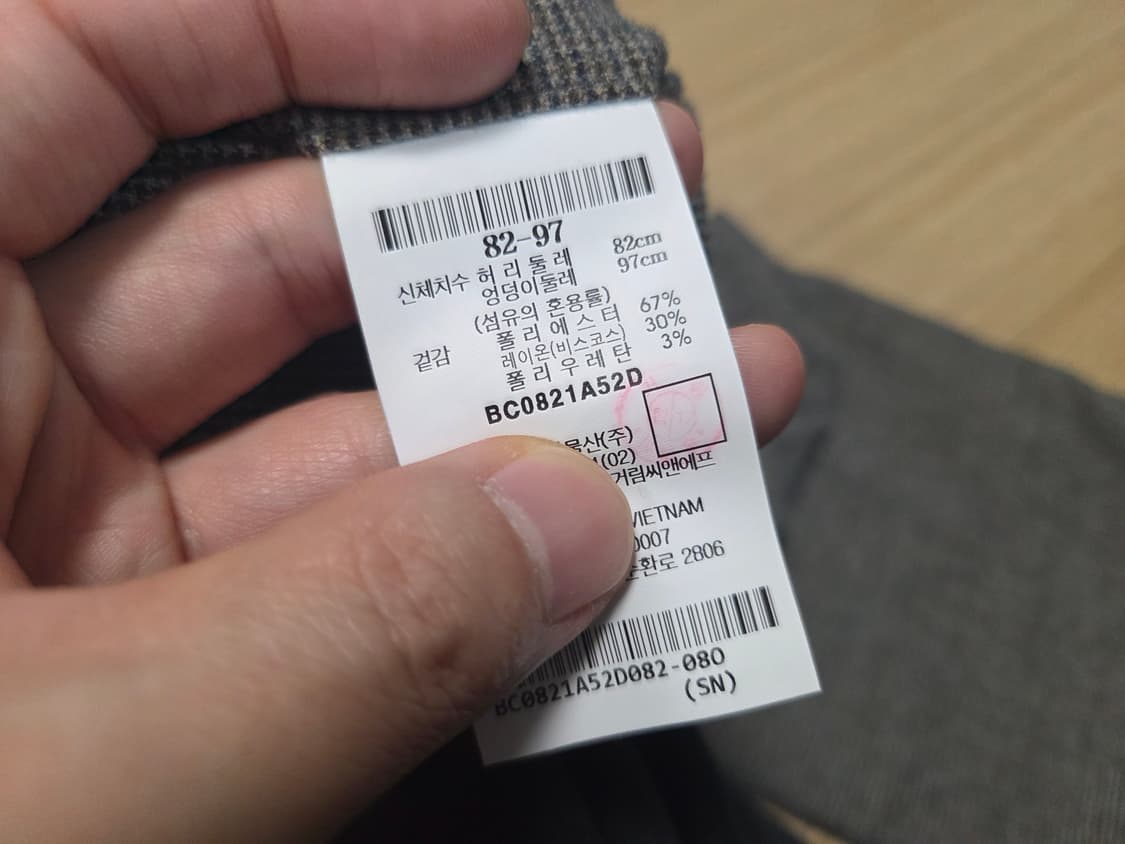 82-97
신체치수 허 리 둘 레 82cm
엉덩이둘레 97cm
(섬유의 혼용률)
겉감 폴 리 에 스 터 67%
레이온(비스코스) 30%
폴 리 우 레 탄 3%
BC0821A52D
물산(주)
(02)
거림씨앤에프
VIETNAM
0007
순환로 2806
BC0821A52D082-080
(SN)